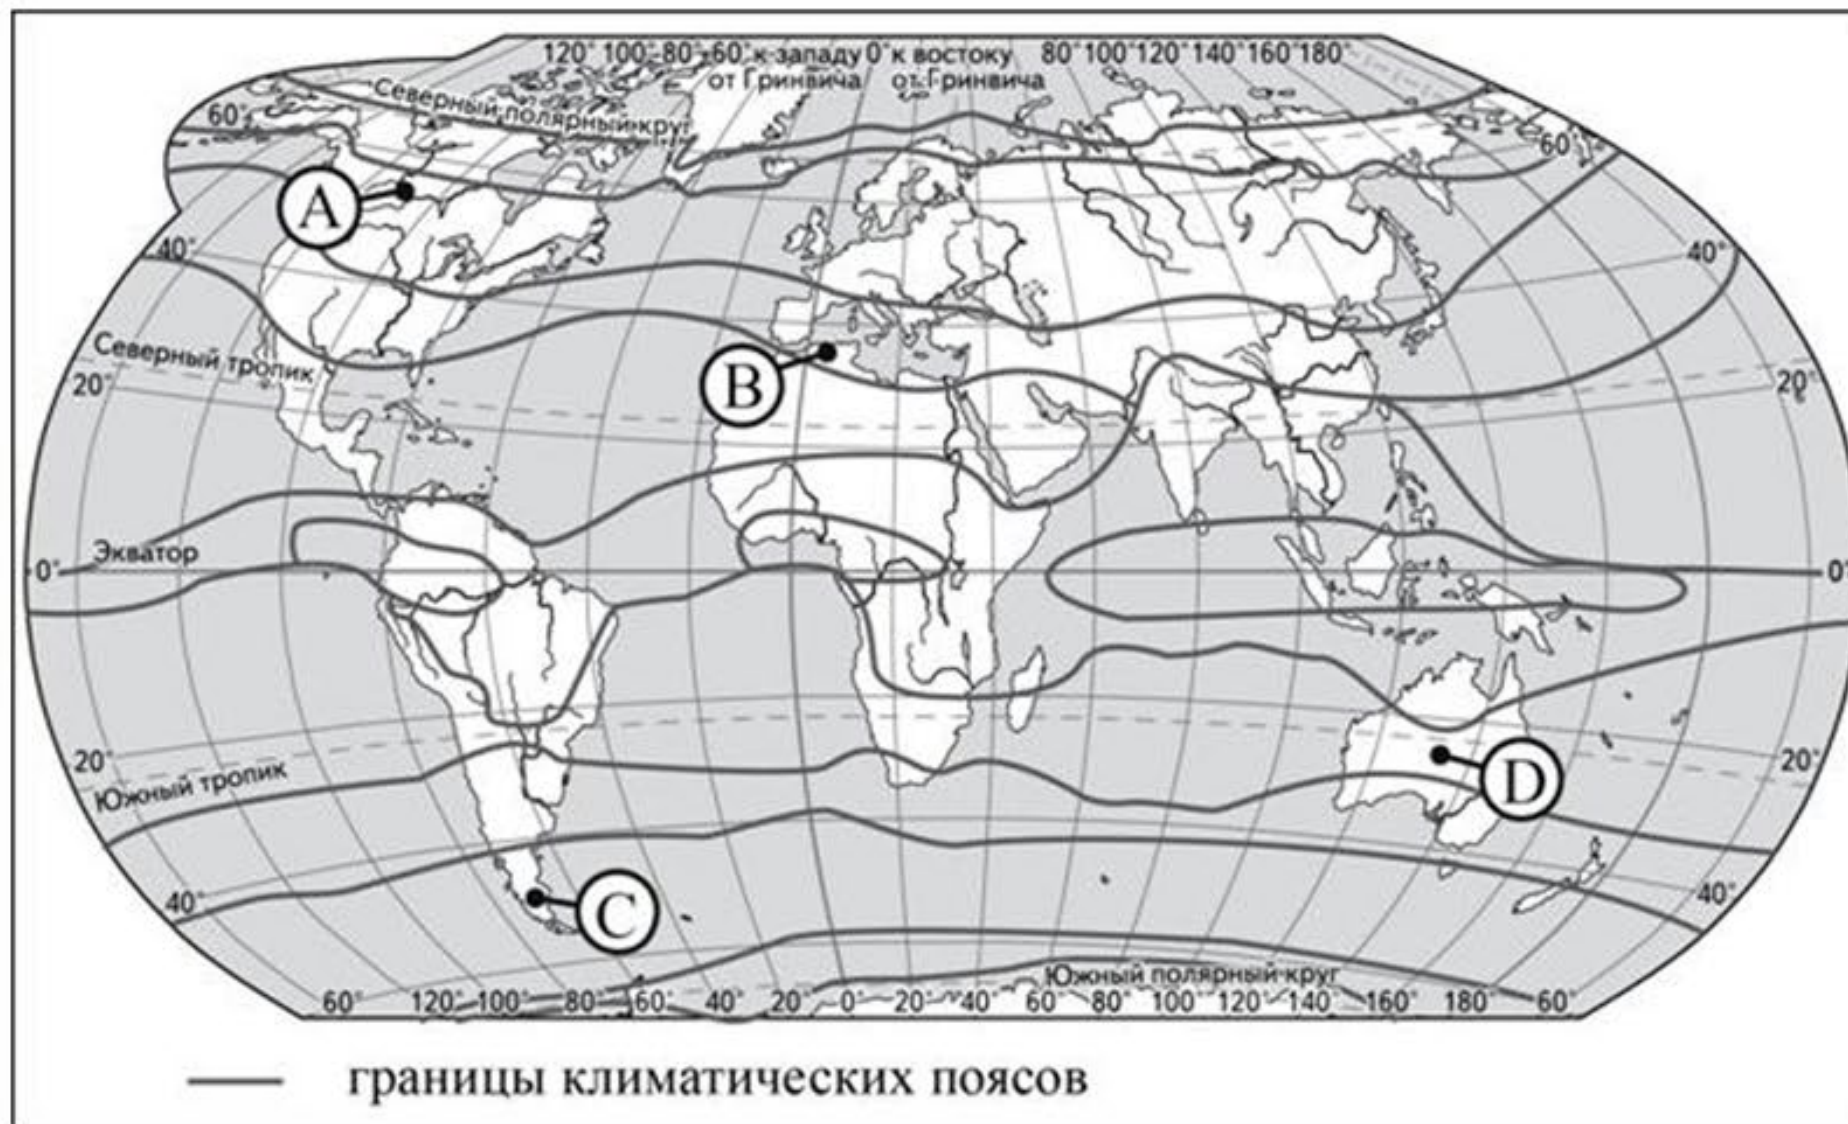 120° 100° 80° 60° к западу 0° к востоку 80° 100° 120° 140° 160° 180°
от Гринвича от Гринвича
Северный полярный круг
60° 60°
A
40° 40°
Северный тропик
B
20° 20°
Экватор
0° 0°
20° 20°
Южный тропик
D
40° 40°
C
Южный полярный круг
60° 120° 100° 80° 60° 40° 20° 0° 20° 40° 60° 80° 100° 120° 140° 160° 180° 60°
границы климатических поясов